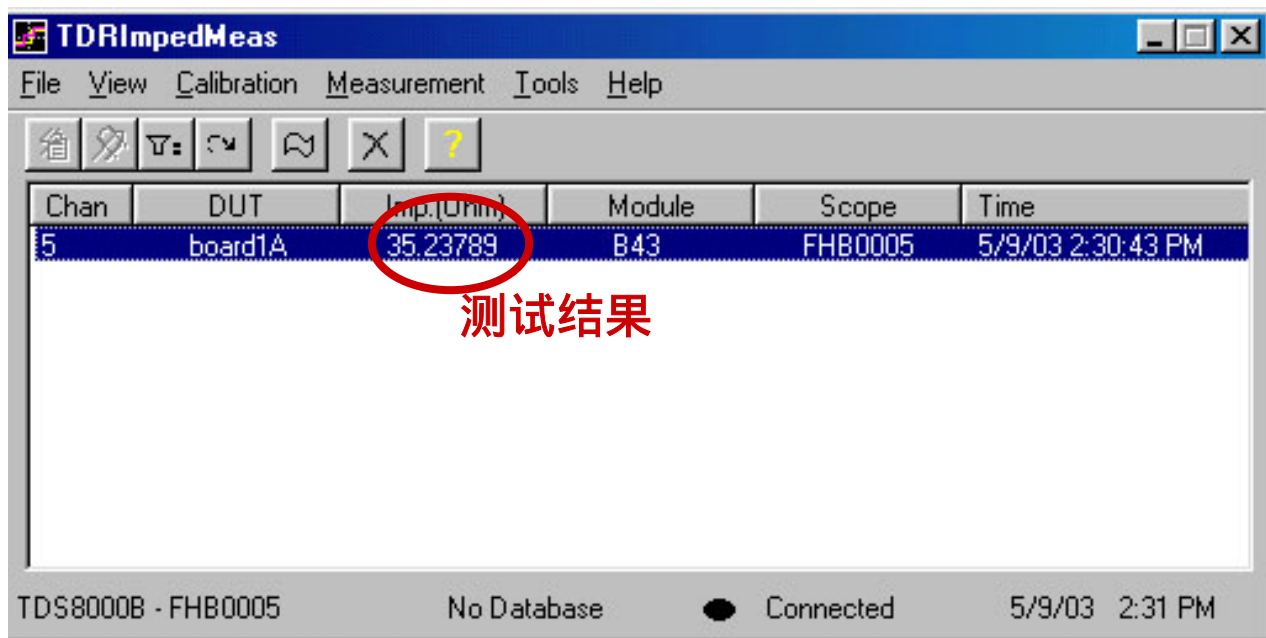 TDRImpedMeas
File View Calibration Measurement Tools Help
Chan DUT Imp.(Ohm) Module Scope Time
5 board1A 35.23789 B43 FHB0005 5/9/03 2:30:43 PM
测试结果
TDS8000B - FHB0005 No Database Connected 5/9/03 2:31 PM